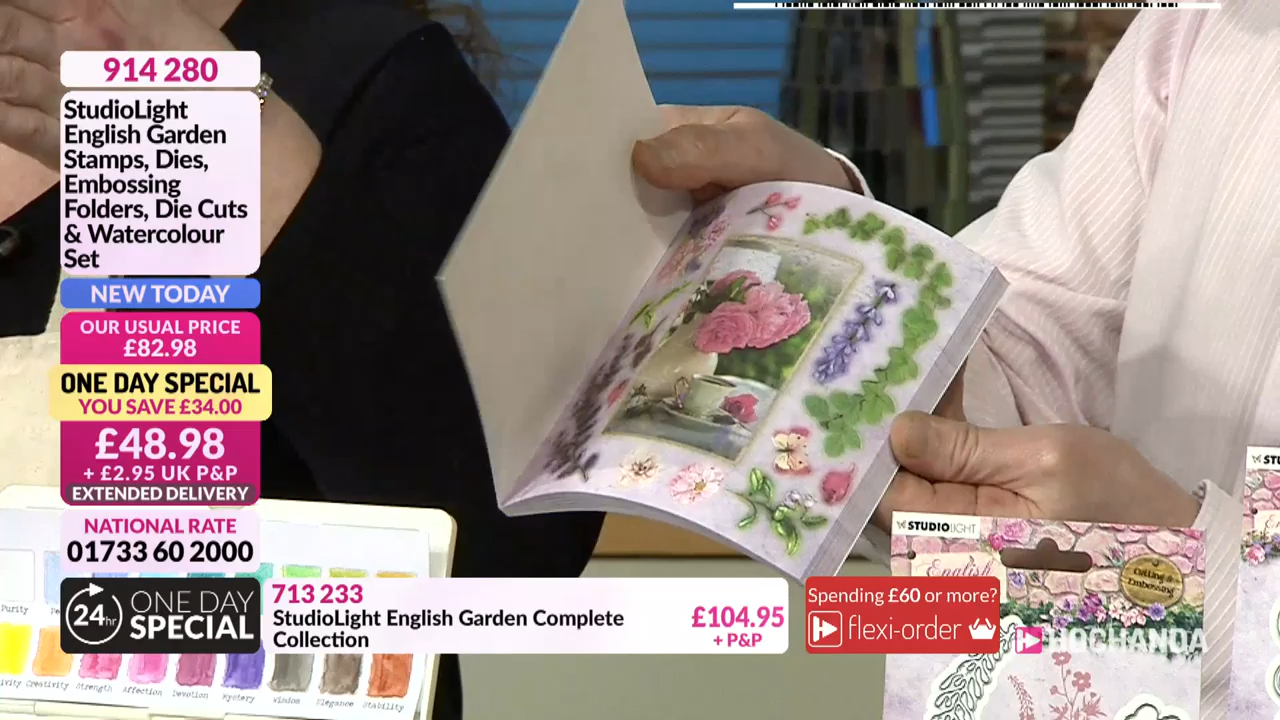 914 280
StudioLight
English Garden
Stamps, Dies,
Embossing
Folders, Die Cuts
& Watercolour
Set
NEW TODAY
OUR USUAL PRICE
£82.98
ONE DAY SPECIAL
YOU SAVE £34.00
£48.98
+ £2.95 UK P&P
EXTENDED DELIVERY
NATIONAL RATE
01733 60 2000
24hr ONE DAY
SPECIAL
713 233
StudioLight English Garden Complete
Collection
£104.95
+ P&P
Spending £60 or more?
flexi-order
HOCHANDA
STUDIOLIGHT
English
Cutting &
Embossing
Purity
Creativity
Strength
Affection
Devotion
Mystery
Wisdom
Elegance
Stability